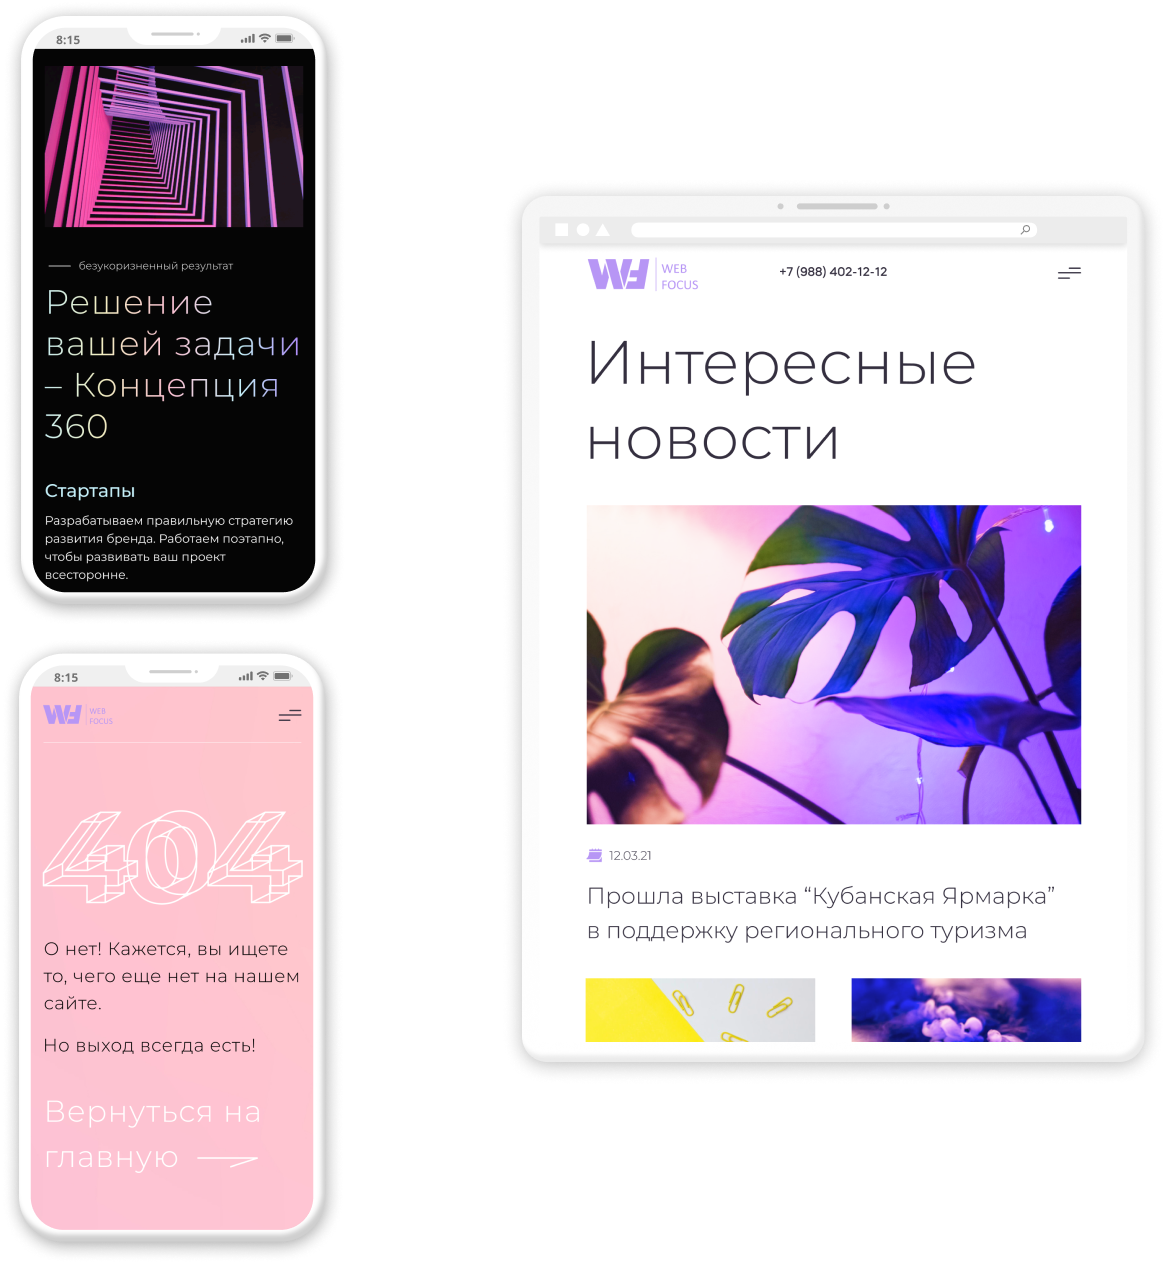 8:15
безукоризненный результат
Решение
вашей задачи
– Концепция
360
Стартапы
Разрабатываем правильную стратегию
развития бренда. Работаем поэтапно,
чтобы развивать ваш проект
всесторонне.
8:15
WF WEB
FOCUS
404
О нет! Кажется, вы ищете
то, чего еще нет на нашем
сайте.
Но выход всегда есть!
Вернуться на
главную
WF WEB
FOCUS
+7 (988) 402-12-12
Интересные
новости
12.03.21
Прошла выставка “Кубанская Ярмарка”
в поддержку регионального туризма